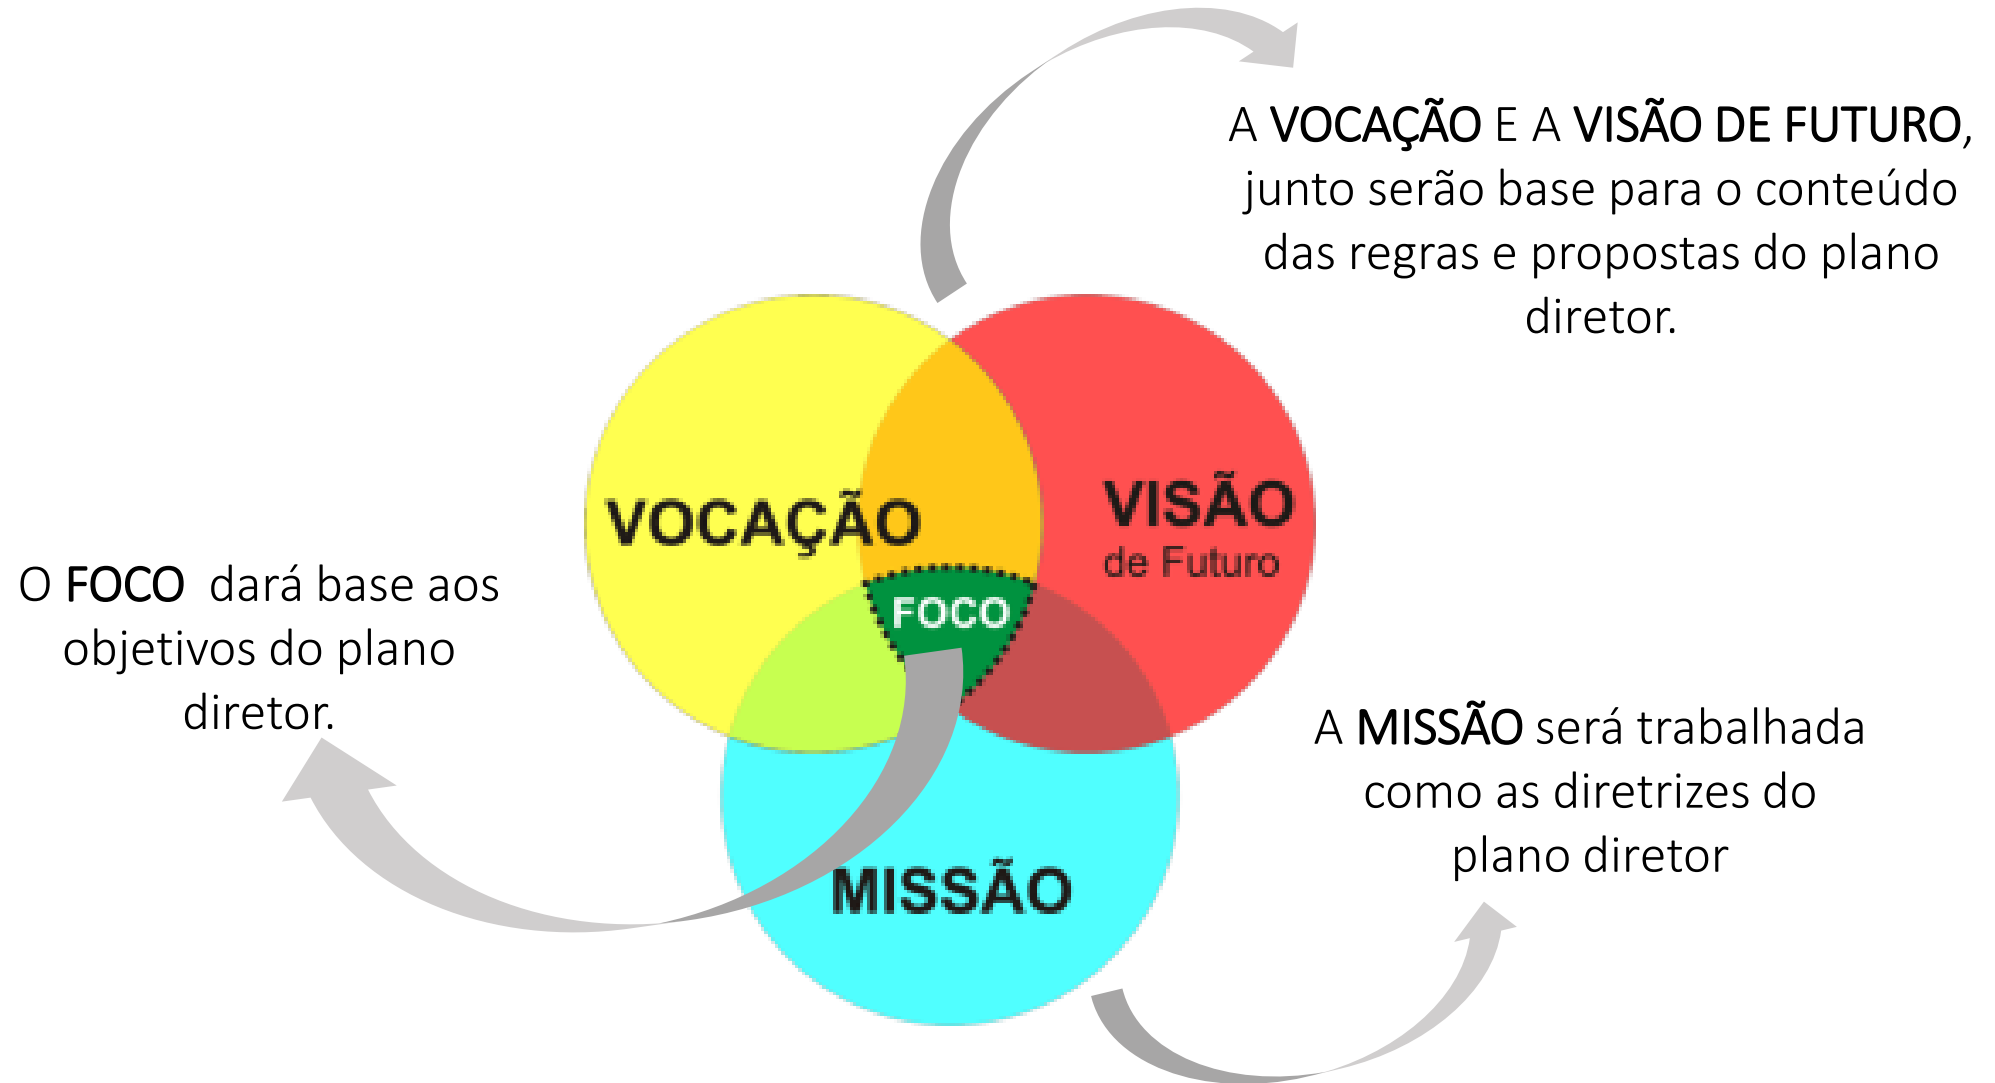 A VOCAÇÃO E A VISÃO DE FUTURO,
junto serão base para o conteúdo
das regras e propostas do plano
diretor.
VOCAÇÃO
VISÃO
de Futuro
FOCO
MISSÃO
O FOCO dará base aos
objetivos do plano
diretor.
A MISSÃO será trabalhada
como as diretrizes do
plano diretor